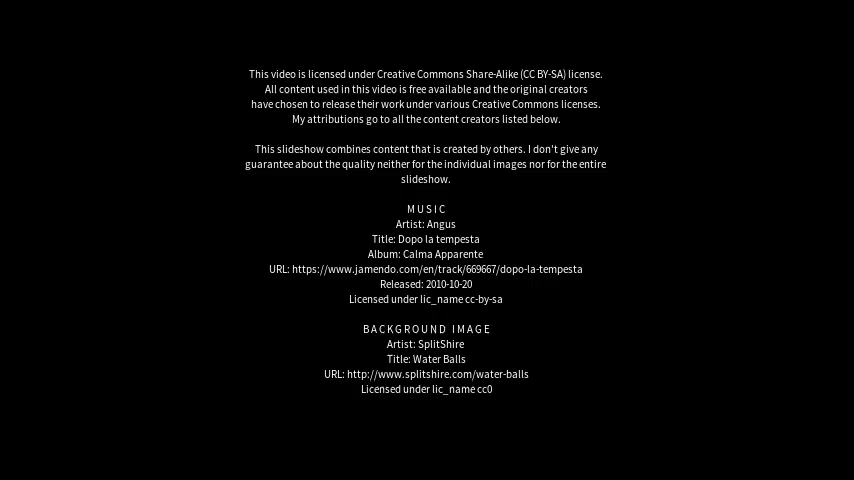 This video is licensed under Creative Commons Share-Alike (CC BY-SA) license.
All content used in this video is free available and the original creators
have chosen to release their work under various Creative Commons licenses.
My attributions go to all the content creators listed below.
This slideshow combines content that is created by others. I don't give any
guarantee about the quality neither for the individual images nor for the entire
slideshow.
MUSIC
Artist: Angus
Title: Dopo la tempesta
Album: Calma Apparente
URL: https://www.jamendo.com/en/track/669667/dopo-la-tempesta
Released: 2010-10-20
Licensed under lic_name cc-by-sa
BACKGROUND IMAGE
Artist: SplitShire
Title: Water Balls
URL: http://www.splitshire.com/water-balls
Licensed under lic_name cc0